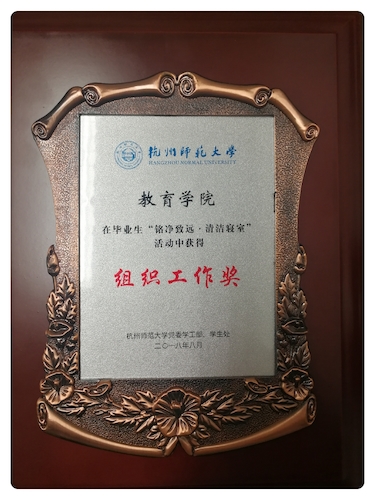 杭州师范大学
HANGZHOU NORMAL UNIVERSITY
教育学院
在毕业生“铭净致远·清洁寝室”
活动中获得
组织工作奖
杭州师范大学党委学工部、学生处
二〇一八年八月